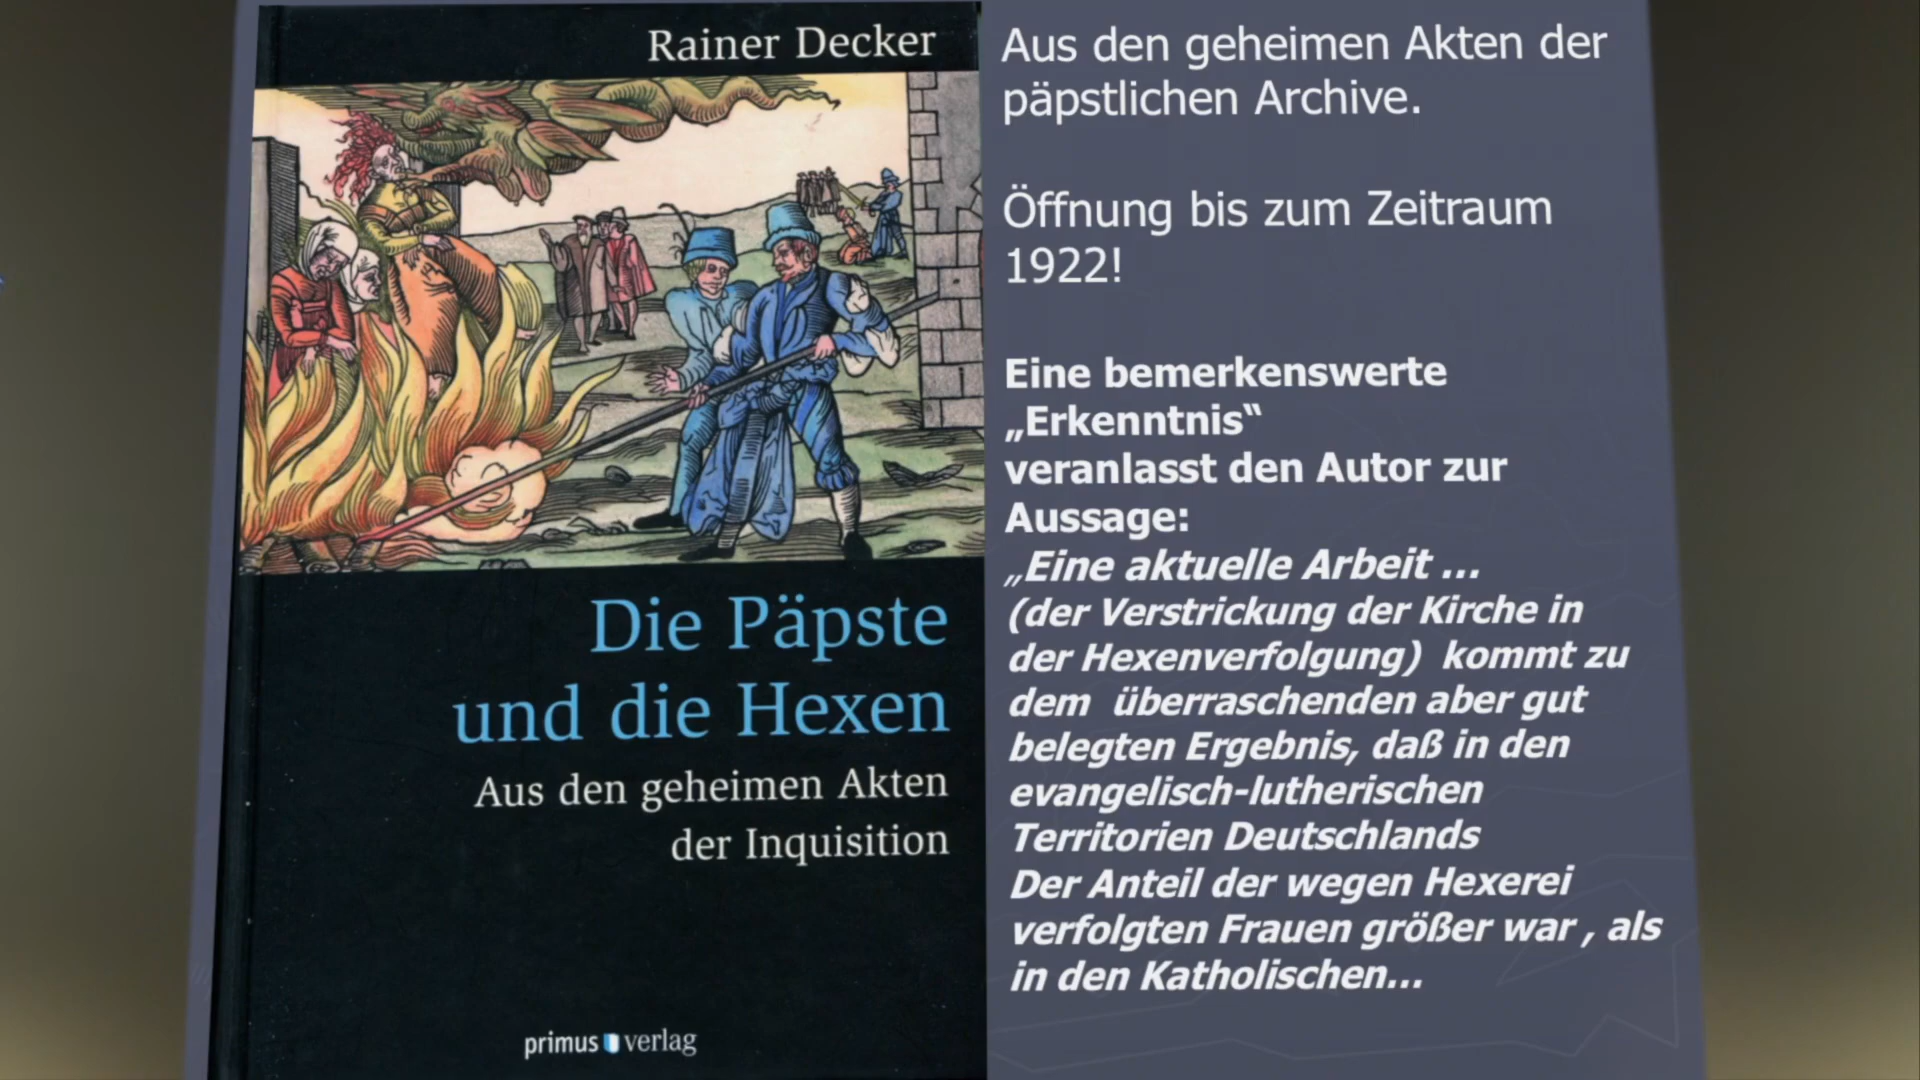 Rainer Decker
Die Päpste
und die Hexen
Aus den geheimen Akten
der Inquisition
primus verlag
Aus den geheimen Akten der
päpstlichen Archive.
Öffnung bis zum Zeitraum
1922!
Eine bemerkenswerte
„Erkenntnis“
veranlasst den Autor zur
Aussage:
„Eine aktuelle Arbeit ...
(der Verstrickung der Kirche in
der Hexenverfolgung) kommt zu
dem überraschenden aber gut
belegten Ergebnis, daß in den
evangelisch-lutherischen
Territorien Deutschlands
Der Anteil der wegen Hexerei
verfolgten Frauen größer war , als
in den Katholischen...